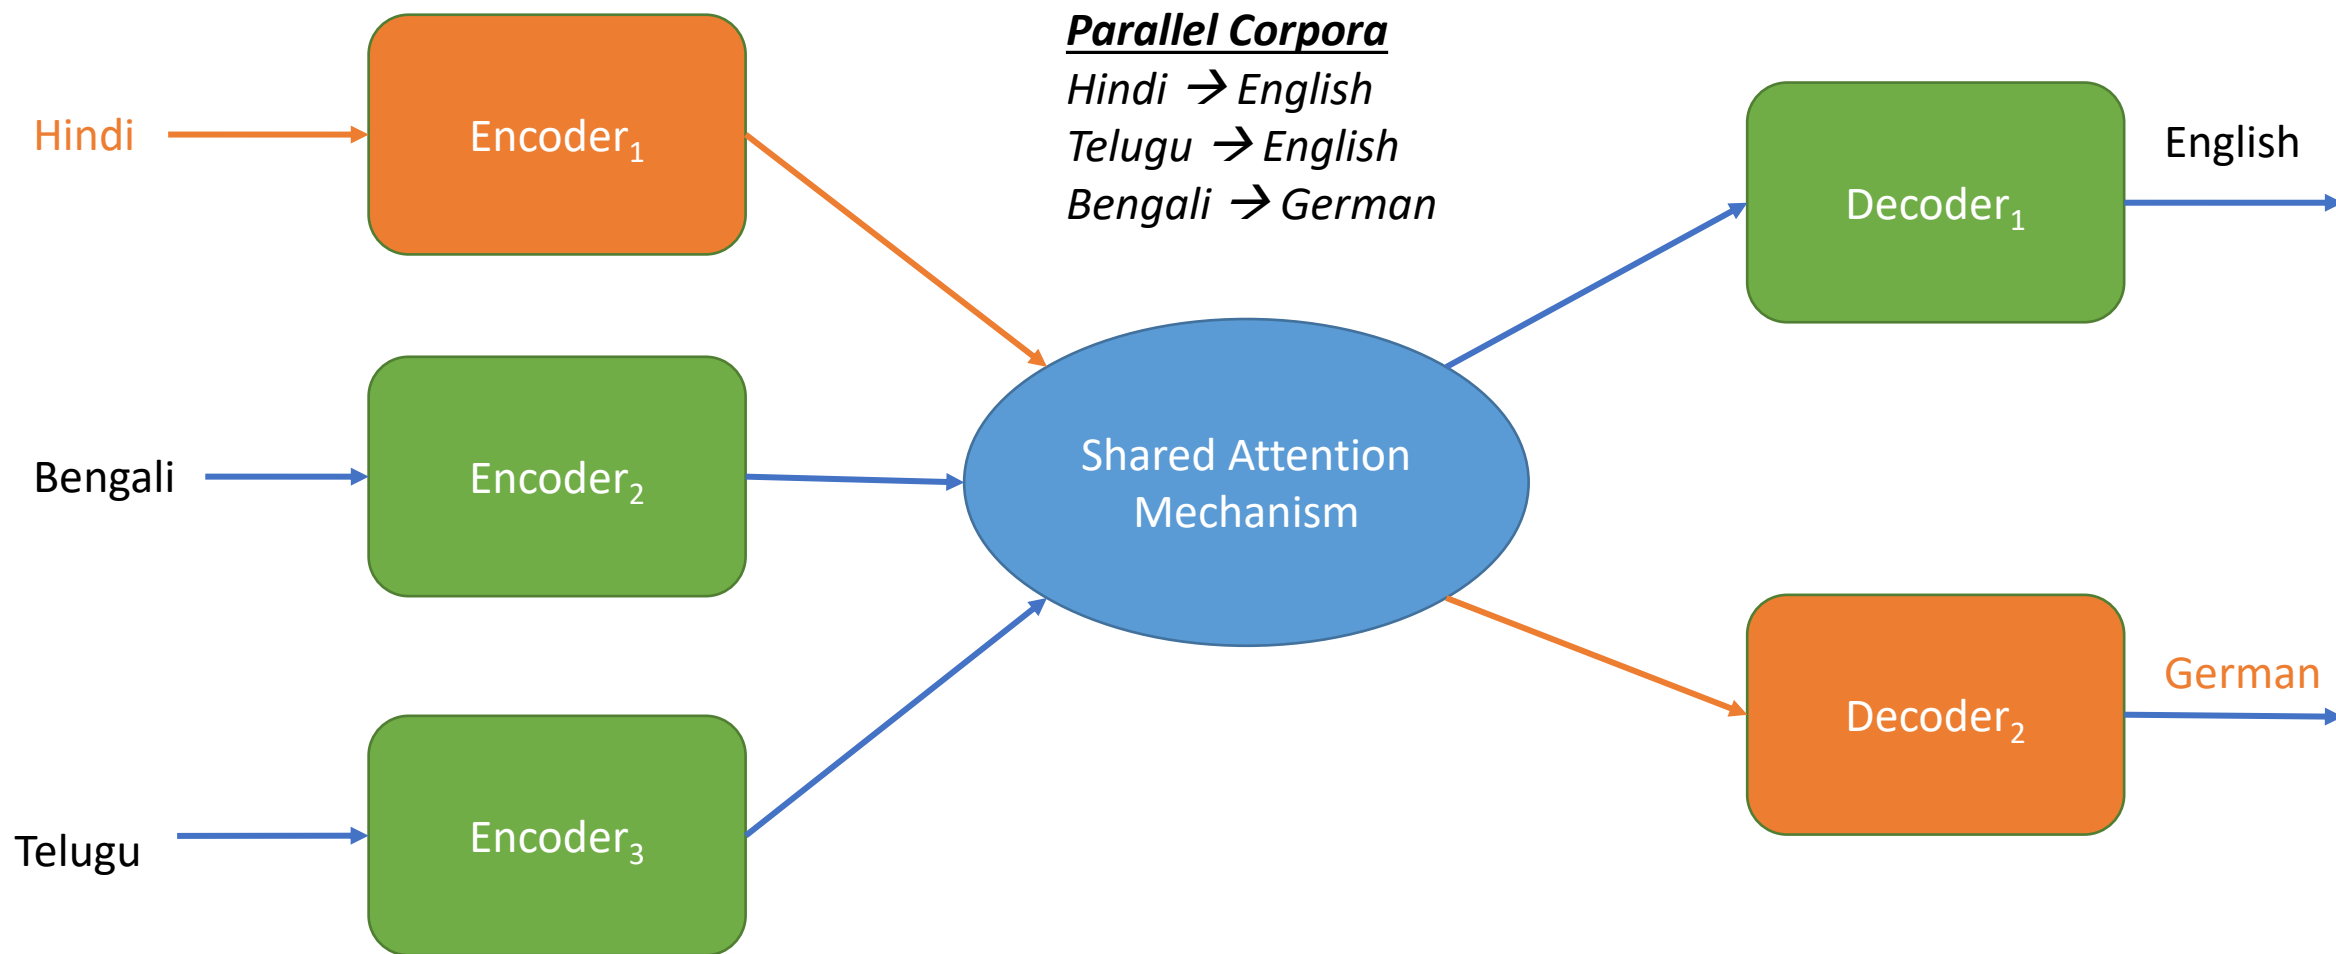 Parallel Corpora
Hindi → English
Telugu → English
Bengali → German
Hindi
Encoder₁
Bengali
Encoder₂
Telugu
Encoder₃
Shared Attention
Mechanism
Decoder₁
English
Decoder₂
German